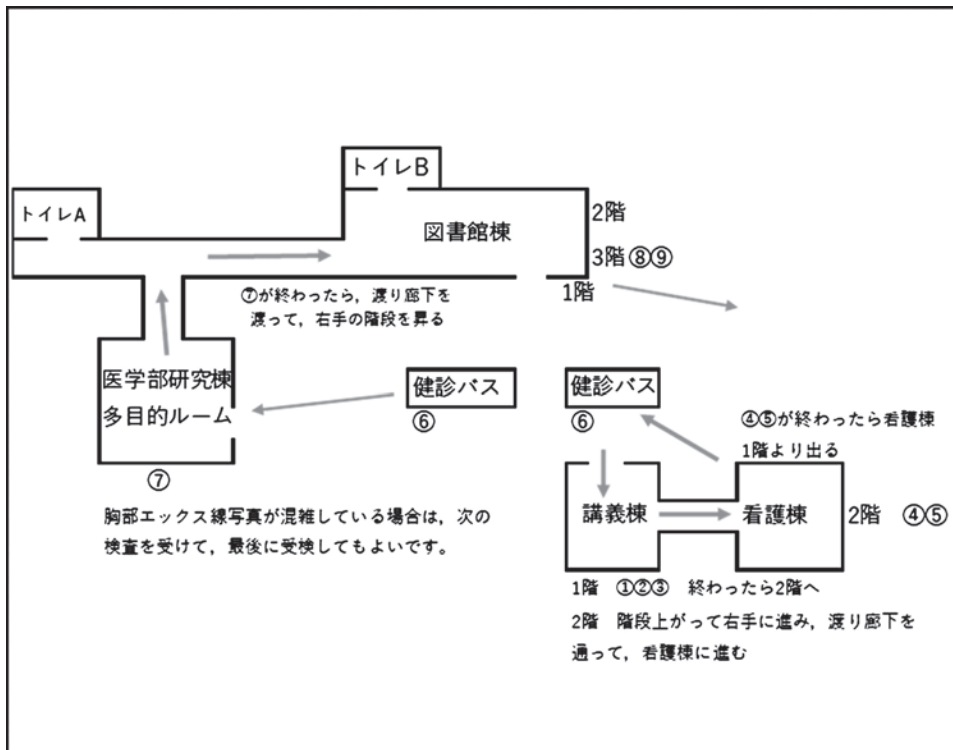 トイレB
トイレA
図書館棟
2階
3階 ⑧⑨
1階
⑦が終わったら，渡り廊下を
渡って，右手の階段を昇る
医学部研究棟
多目的ルーム
⑦
健診バス
⑥
健診バス
⑥
④⑤が終わったら看護棟
1階より出る
講義棟
看護棟
2階 ④⑤
胸部エックス線写真が混雑している場合は，次の
検査を受けて，最後に受検してもよいです。
1階 ①②③ 終わったら2階へ
2階 階段上がって右手に進み，渡り廊下を
通って，看護棟に進む